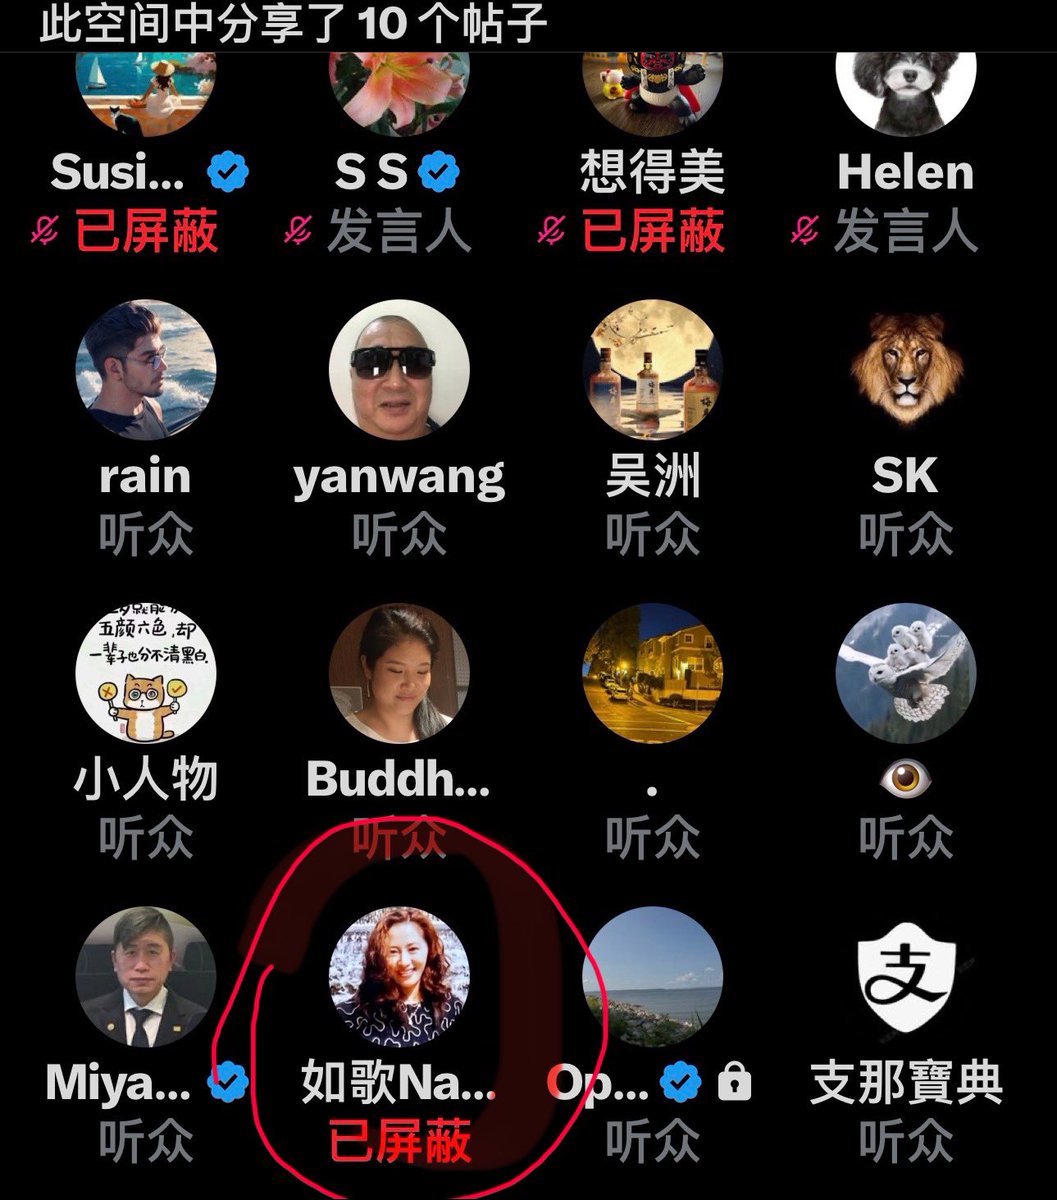 此空间中分享了 10 个帖子
Susi... S S 想得美 Helen
已屏蔽 发言人 已屏蔽 发言人
rain yanwang 吴洲 SK
听众 听众 听众 听众
五颜六色,却
一辈子也分不清黑白.
小人物 Buddh... .
听众 听众 听众 听众
支
Miya... 如歌Na... Op... 支那寶典
听众 已屏蔽 听众 听众